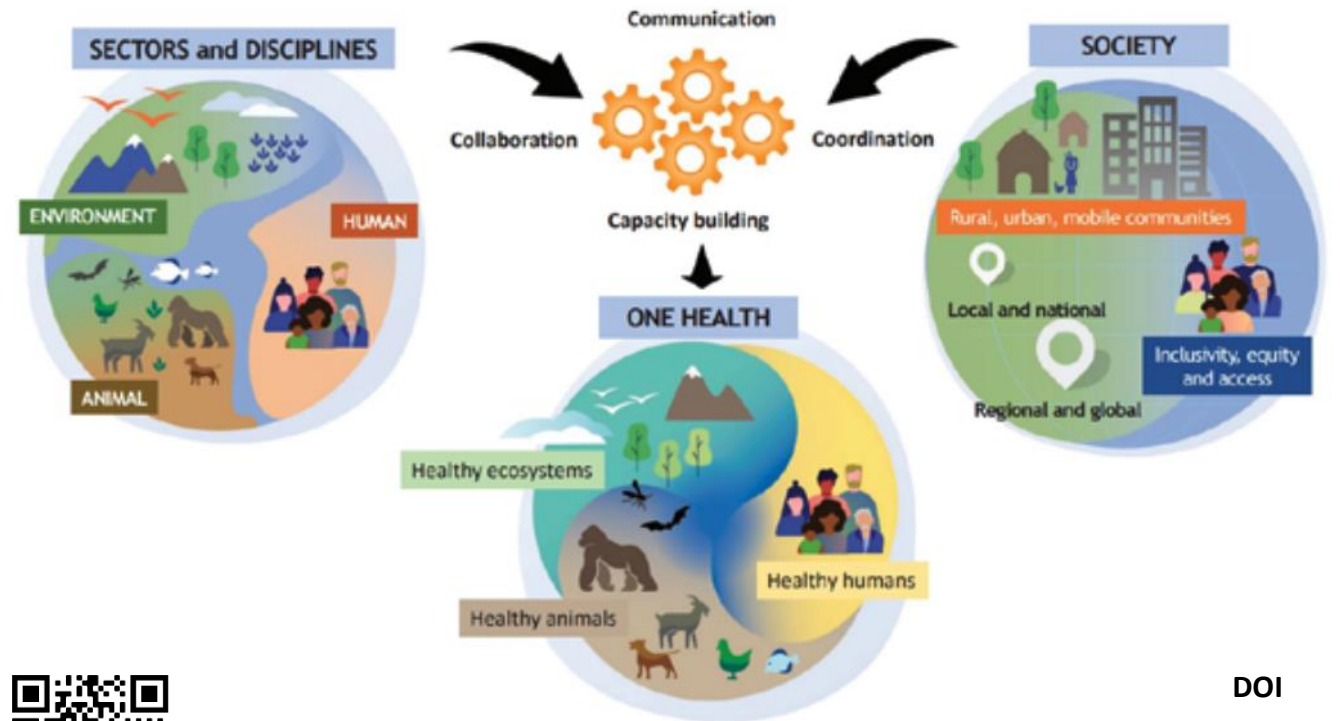 Communication
SECTORS and DISCIPLINES
SOCIETY
Collaboration
Coordination
ENVIRONMENT
HUMAN
Capacity building
Rural, urban, mobile communities
ONE HEALTH
Local and national
Inclusivity, equity
and access
ANIMAL
Regional and global
Healthy ecosystems
Healthy humans
Healthy animals
DOI